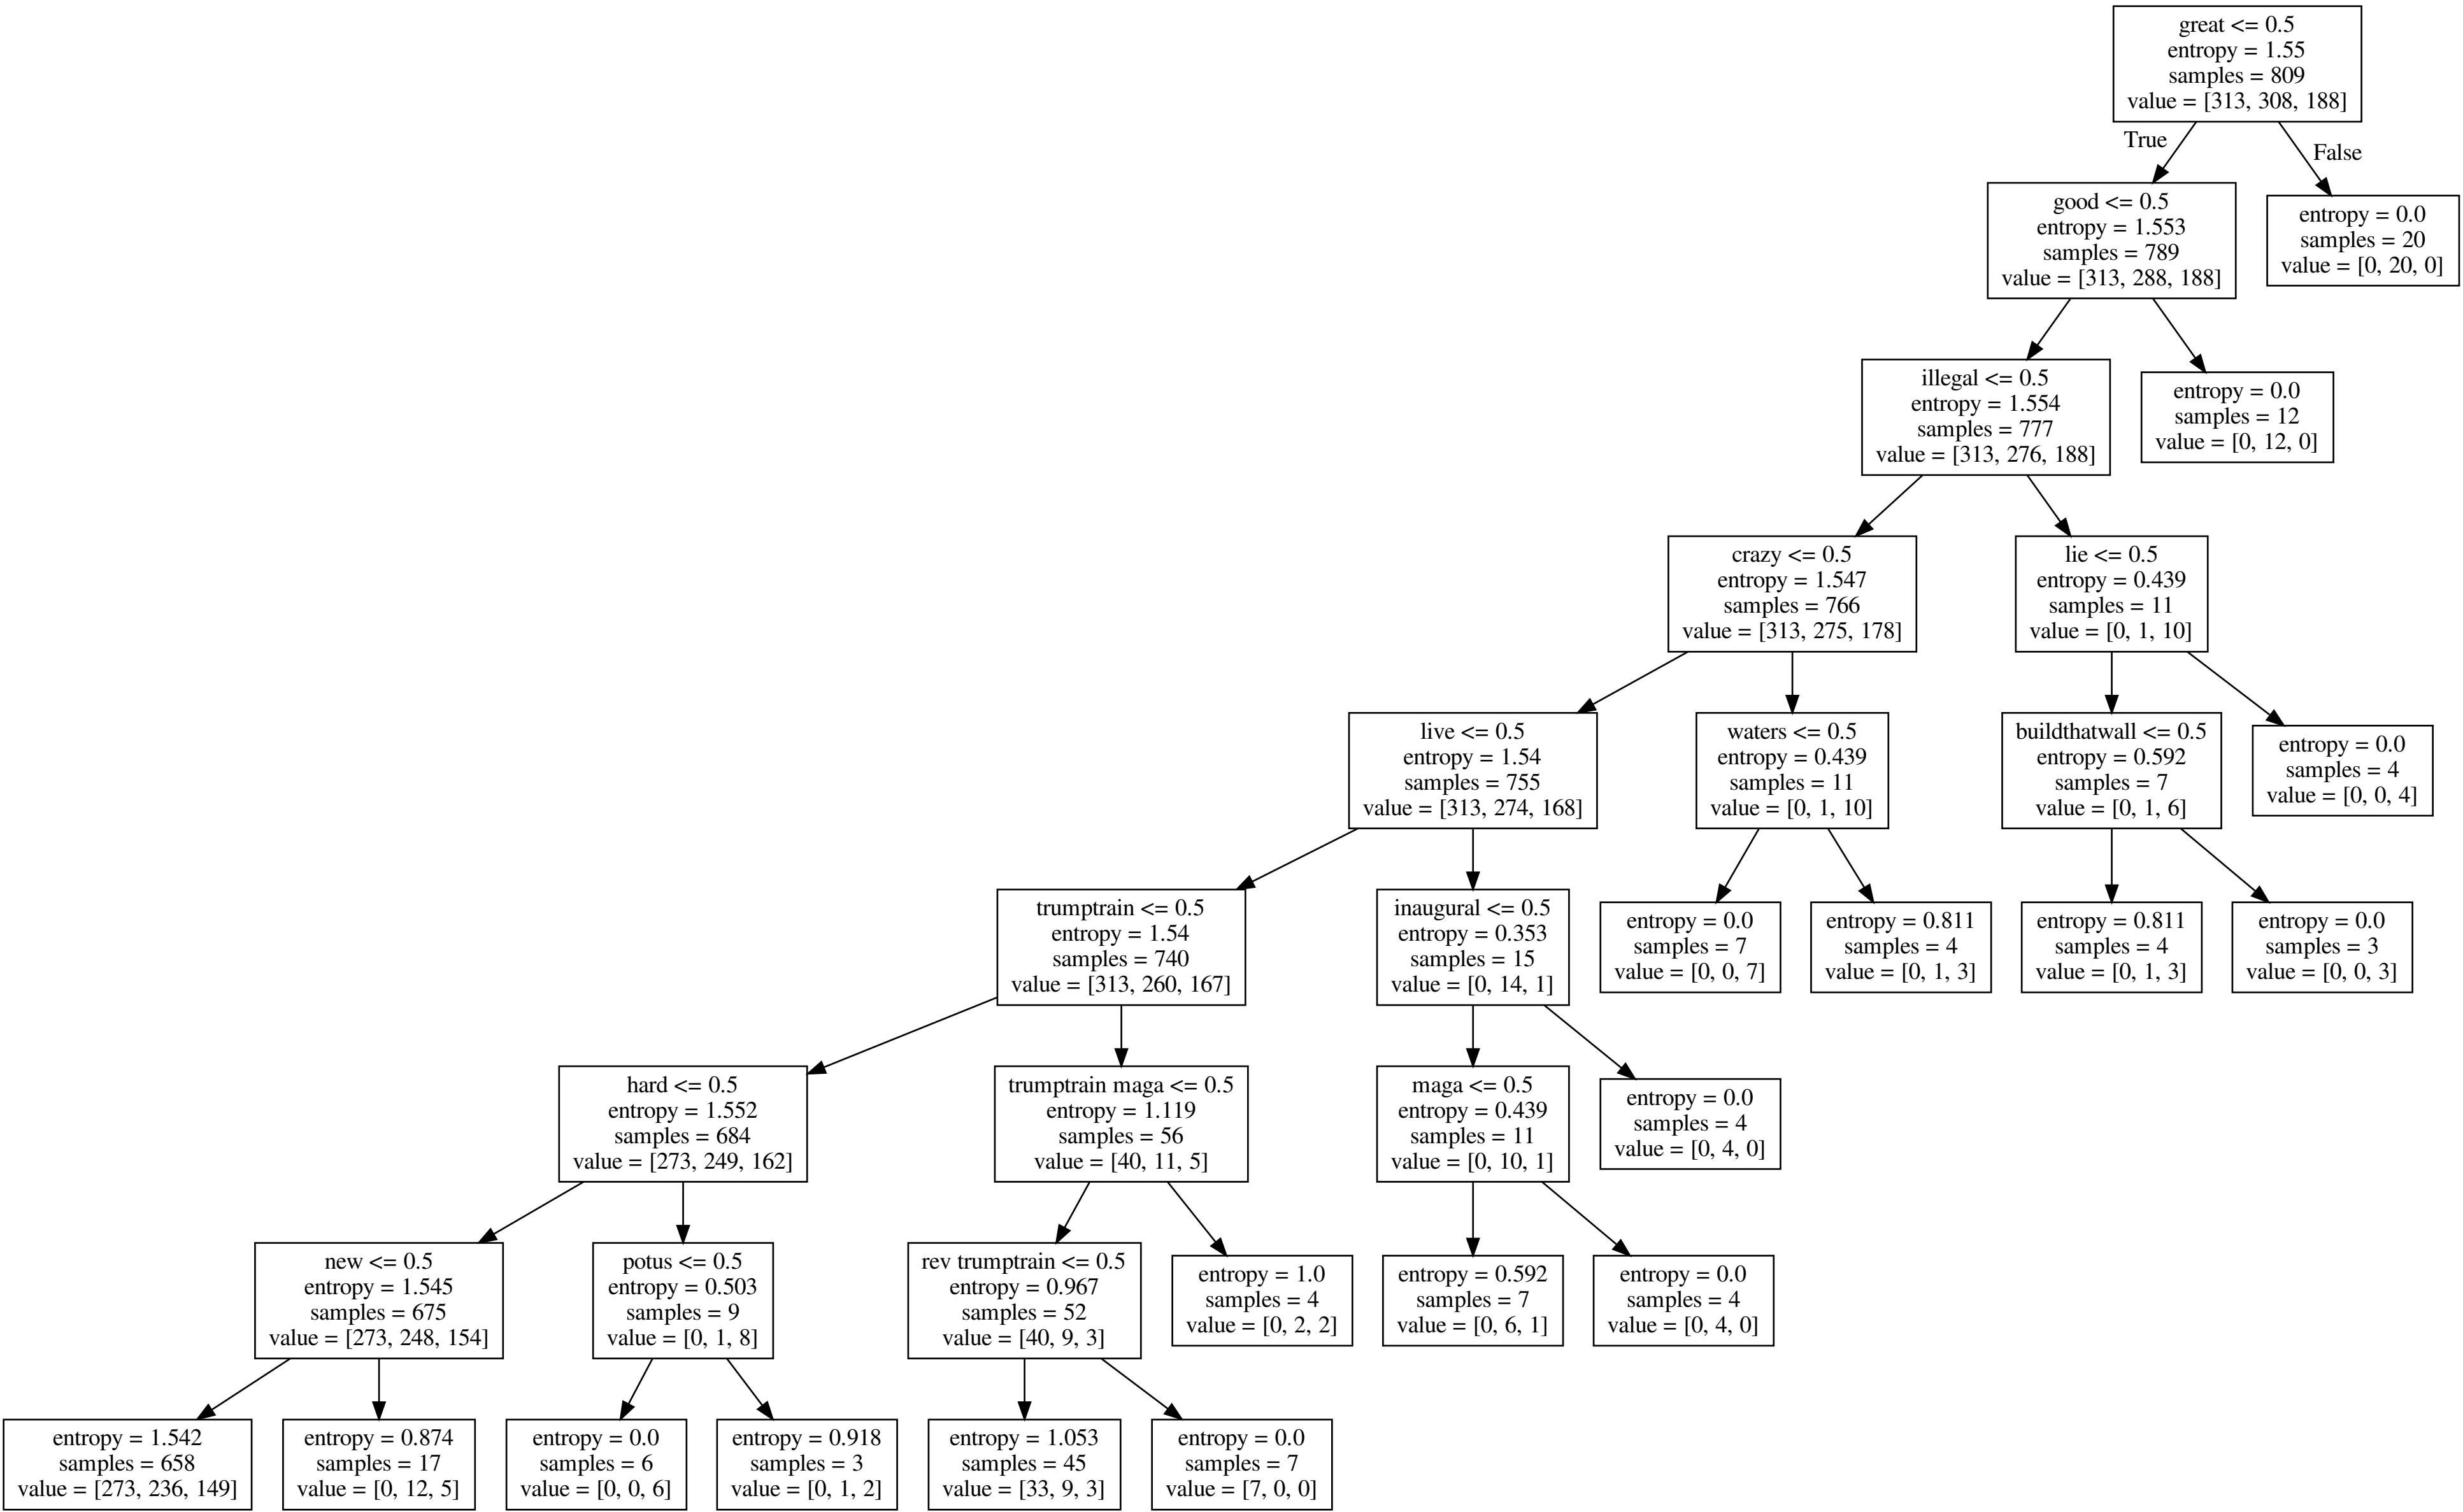 great <= 0.5
entropy = 1.55
samples = 809
value = [313, 308, 188]
True
False
good <= 0.5
entropy = 1.553
samples = 789
value = [313, 288, 188]
entropy = 0.0
samples = 20
value = [0, 20, 0]
illegal <= 0.5
entropy = 1.554
samples = 777
value = [313, 276, 188]
entropy = 0.0
samples = 12
value = [0, 12, 0]
crazy <= 0.5
entropy = 1.547
samples = 766
value = [313, 275, 178]
lie <= 0.5
entropy = 0.439
samples = 11
value = [0, 1, 10]
live <= 0.5
entropy = 1.54
samples = 755
value = [313, 274, 168]
waters <= 0.5
entropy = 0.439
samples = 11
value = [0, 1, 10]
buildthatwall <= 0.5
entropy = 0.592
samples = 7
value = [0, 1, 6]
entropy = 0.0
samples = 4
value = [0, 0, 4]
trumptrain <= 0.5
entropy = 1.54
samples = 740
value = [313, 260, 167]
inaugural <= 0.5
entropy = 0.353
samples = 15
value = [0, 14, 1]
entropy = 0.0
samples = 7
value = [0, 0, 7]
entropy = 0.811
samples = 4
value = [0, 1, 3]
entropy = 0.811
samples = 4
value = [0, 1, 3]
entropy = 0.0
samples = 3
value = [0, 0, 3]
hard <= 0.5
entropy = 1.552
samples = 684
value = [273, 249, 162]
trumptrain maga <= 0.5
entropy = 1.119
samples = 56
value = [40, 11, 5]
maga <= 0.5
entropy = 0.439
samples = 11
value = [0, 10, 1]
entropy = 0.0
samples = 4
value = [0, 4, 0]
new <= 0.5
entropy = 1.545
samples = 675
value = [273, 248, 154]
potus <= 0.5
entropy = 0.503
samples = 9
value = [0, 1, 8]
rev trumptrain <= 0.5
entropy = 0.967
samples = 52
value = [40, 9, 3]
entropy = 1.0
samples = 4
value = [0, 2, 2]
entropy = 0.592
samples = 7
value = [0, 6, 1]
entropy = 0.0
samples = 4
value = [0, 4, 0]
entropy = 1.542
samples = 658
value = [273, 236, 149]
entropy = 0.874
samples = 17
value = [0, 12, 5]
entropy = 0.0
samples = 6
value = [0, 0, 6]
entropy = 0.918
samples = 3
value = [0, 1, 2]
entropy = 1.053
samples = 45
value = [33, 9, 3]
entropy = 0.0
samples = 7
value = [7, 0, 0]